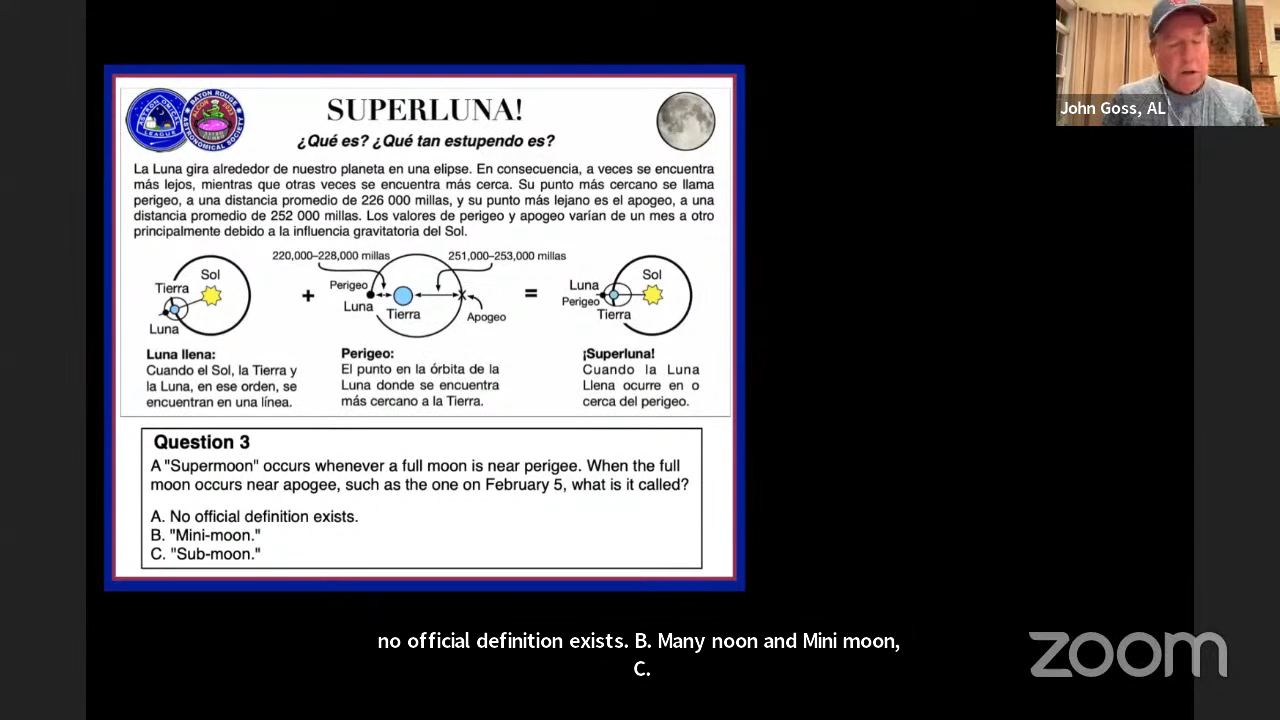 John Goss, AL
ASTRONOMICAL
LEAGUE
BATON ROUGE
ASTRONOMICAL SOCIETY
SUPERLUNA!
¿Qué es? ¿Qué tan estupendo es?
La Luna gira alrededor de nuestro planeta en una elipse. En consecuencia, a veces se encuentra
más lejos, mientras que otras veces se encuentra más cerca. Su punto más cercano se llama
perigeo, a una distancia promedio de 226 000 millas, y su punto más lejano es el apogeo, a una
distancia promedio de 252 000 millas. Los valores de perigeo y apogeo varían de un mes a otro
principalmente debido a la influencia gravitatoria del Sol.
Sol
Tierra
Luna
+
220,000–228,000 millas
251,000–253,000 millas
Perigeo
Luna
Tierra
Apogeo
=
Sol
Luna
Perigeo
Tierra
Luna llena:
Cuando el Sol, la Tierra y
la Luna, en ese orden, se
encuentran en una línea.
Perigeo:
El punto en la órbita de la
Luna donde se encuentra
más cercano a la Tierra.
¡Superluna!
Cuando la Luna
Llena ocurre en o
cerca del perigeo.
Question 3
A "Supermoon" occurs whenever a full moon is near perigee. When the full
moon occurs near apogee, such as the one on February 5, what is it called?
A. No official definition exists.
B. "Mini-moon."
C. "Sub-moon."
no official definition exists. B. Many noon and Mini moon,
C.
zoom